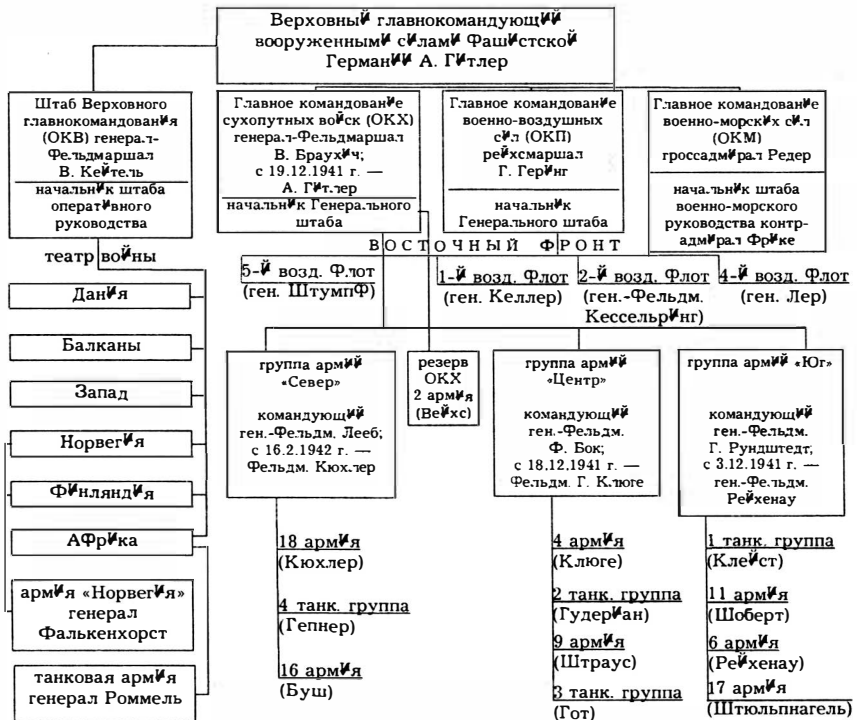 Верховный главнокомандующий
вооруженными силами Фашистской
Германии А. Гитлер
Штаб Верховного
главнокомандования
(ОКВ) генерал-
Фельдмаршал
В. Кейтель
начальник штаба
оперативного
руководства
Главное командование
сухопутных войск (ОКХ)
генерал-Фельдмаршал
В. Браухич;
с 19.12.1941 г. —
А. Гитлер
начальник Генерального
штаба
Главное командование
военно-воздушных
сил (ОКП)
рейхсмаршал
Г. Геринг
начальник
Генерального штаба
Главное командование
военно-морских сил
(ОКМ)
гроссадмирал Редер
начальник штаба
военно-морского
руководства контр-
адмирал Фрике
ВОСТОЧНЫЙ ФРОНТ
театр войны
Дания
Балканы
Запад
Норвегия
Финляндия
Африка
армия «Норвегия»
генерал
Фалькенхорст
танковая армия
генерал Роммель
5-й возд. Флот
(ген. Штумпф)
1-й возд. Флот
(ген. Келлер)
2-й возд. Флот
(ген.-Фельдм.
Кессельринг)
4-й возд. Флот
(ген. Лер)
группа армий
«Север»
командующий
ген.-Фельдм. Лееб;
с 16.2.1942 г. —
Фельдм. Кюхлер
резерв
ОКХ
2 армия
(Вейхс)
группа армий
«Центр»
командующий
ген.-Фельдм.
Ф. Бок;
с 18.12.1941 г. —
Фельдм. Г. Клюге
группа армий «Юг»
командующий
ген.-Фельдм.
Г. Рундштедт;
с 3.12.1941 г. —
ген.-Фельдм.
Рейхенау
18 армия
(Кюхлер)
4 танк. группа
(Гепнер)
16 армия
(Буш)
4 армия
(Клюге)
2 танк. группа
(Гудериан)
9 армия
(Штраус)
3 танк. группа
(Гот)
1 танк. группа
(Клейст)
11 армия
(Шоберт)
6 армия
(Рейхенау)
17 армия
(Штюльпнагель)